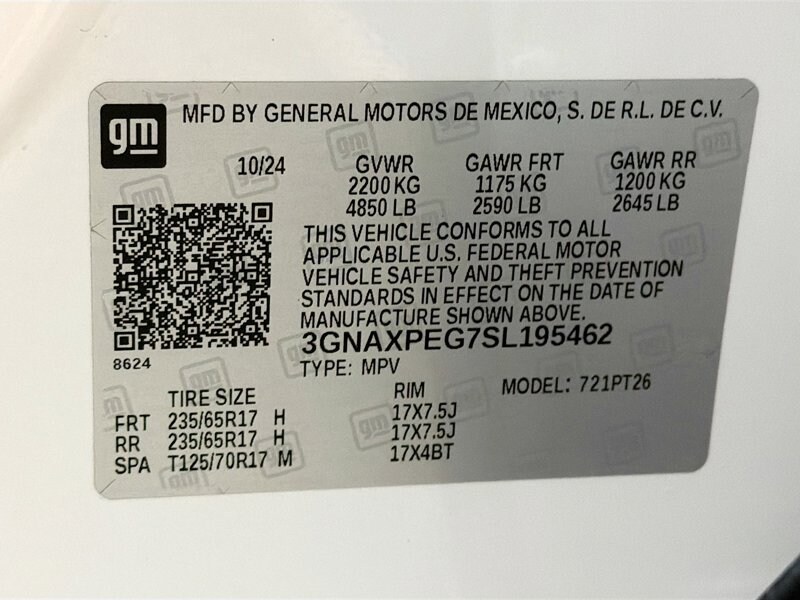 gm
MFD BY GENERAL MOTORS DE MEXICO, S. DE R.L. DE C.V.
10/24 GVWR GAWR FRT GAWR RR
2200 KG 1175 KG 1200 KG
4850 LB 2590 LB 2645 LB
THIS VEHICLE CONFORMS TO ALL
APPLICABLE U.S. FEDERAL MOTOR
VEHICLE SAFETY AND THEFT PREVENTION
STANDARDS IN EFFECT ON THE DATE OF
MANUFACTURE SHOWN ABOVE.
3GNAXPEG7SL195462
8624
TYPE: MPV MODEL: 721PT26
TIRE SIZE RIM
FRT 235/65R17 H 17X7.5J
RR 235/65R17 H 17X7.5J
SPA T125/70R17 M 17X4BT